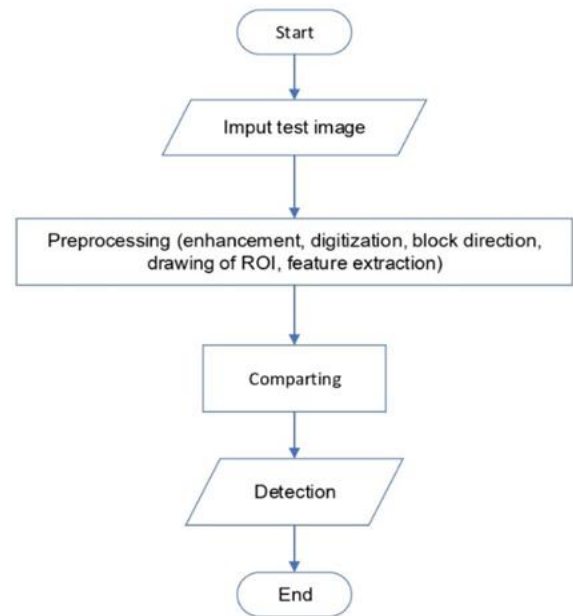 Start
Imput test image
Preprocessing (enhancement, digitization, block direction,
drawing of ROI, feature extraction)
Comparting
Detection
End